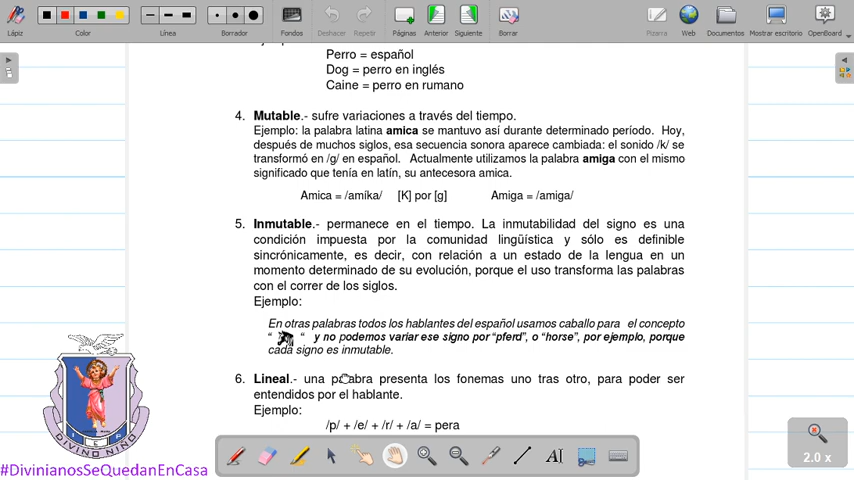 Lápiz Color Línea Borrador Fondos Deshacer Repetir Páginas Anterior Siguiente Borrar Pizarra Web Documentos Mostrar escritorio OpenBoard
Perro = español
Dog = perro en inglés
Caine = perro en rumano
4. Mutable.- sufre variaciones a través del tiempo.
Ejemplo: la palabra latina amica se mantuvo así durante determinado período. Hoy,
después de muchos siglos, esa secuencia sonora aparece cambiada: el sonido /k/ se
transformó en /g/ en español. Actualmente utilizamos la palabra amiga con el mismo
significado que tenía en latín, su antecesora amica.
Amica = /amíka/ [K] por [g] Amiga = /amiga/
5. Inmutable.- permanece en el tiempo. La inmutabilidad del signo es una
condición impuesta por la comunidad lingüística y sólo es definible
sincrónicamente, es decir, con relación a un estado de la lengua en un
momento determinado de su evolución, porque el uso transforma las palabras
con el correr de los siglos.
Ejemplo:
En otras palabras todos los hablantes del español usamos caballo para el concepto
“ “ y no podemos variar ese signo por “pferd”, o “horse”, por ejemplo, porque
cada signo es inmutable.
6. Lineal.- una palabra presenta los fonemas uno tras otro, para poder ser
entendidos por el hablante.
Ejemplo:
/p/ + /e/ + /r/ + /a/ = pera
DIVINO NIÑO
#DivinianosSeQuedanEnCasa
2.0 x